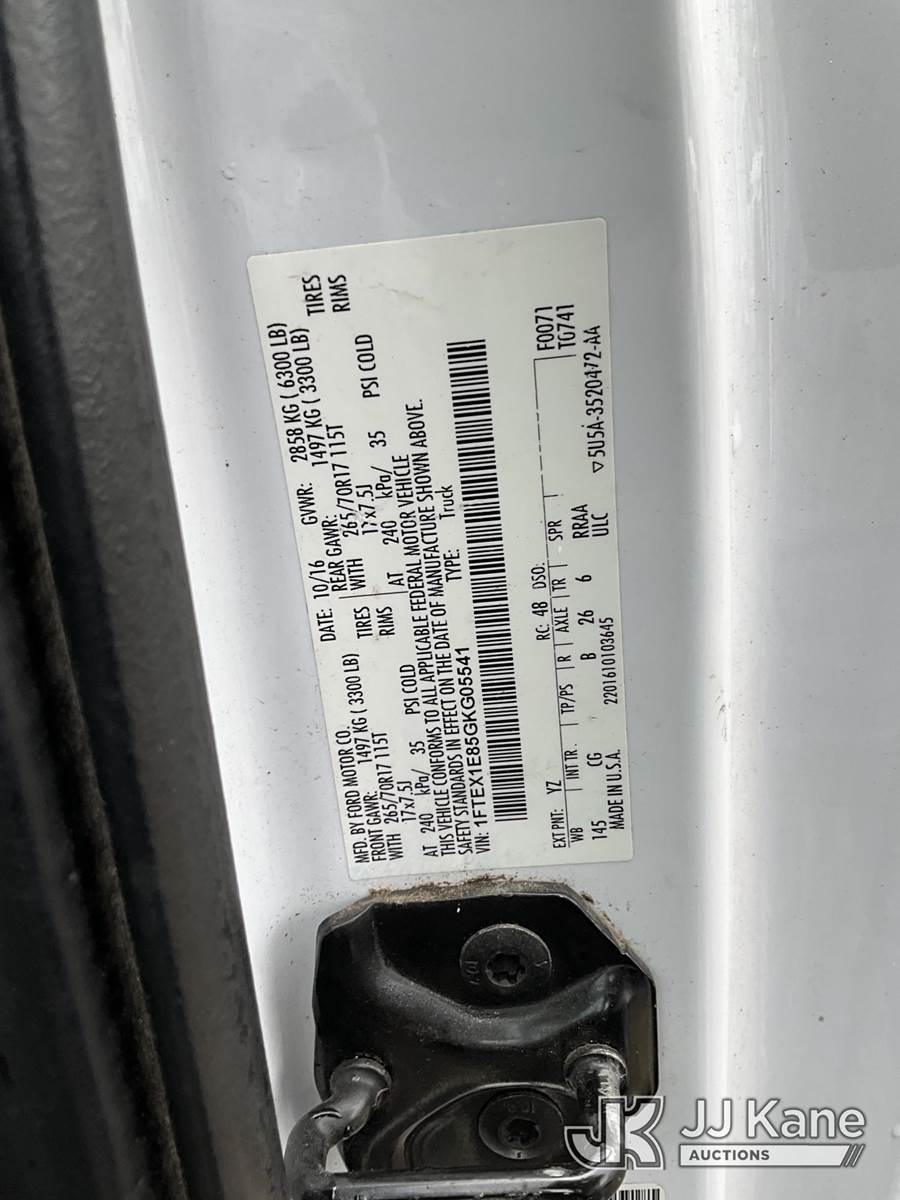 MFD. BY FORD MOTOR CO. DATE: 10/16 GVWR: 2858 KG ( 6300 LB)
FRONT GAWR: 1497 KG ( 3300 LB) REAR GAWR: 1497 KG ( 3300 LB)
WITH 265/70R17 115T TIRES WITH 265/70R17 115T TIRES
17x7.5J RIMS 17x7.5J RIMS
AT 240 kPa/ 35 PSI COLD AT 240 kPa/ 35 PSI COLD
THIS VEHICLE CONFORMS TO ALL APPLICABLE FEDERAL MOTOR VEHICLE
SAFETY STANDARDS IN EFFECT ON THE DATE OF MANUFACTURE SHOWN ABOVE.
VIN: 1FTEX1E85GKG05541 TYPE: Truck
EXT PNT: YZ RC: 48 DSO: F0071
WB INT TR. TP/PS R AXLE TR SPR TG741
145 CG B 26 6 RRAA
MADE IN U.S.A. 2201610103645 ULC ▽5U5A-3520472-AA
JK JJ Kane
AUCTIONS